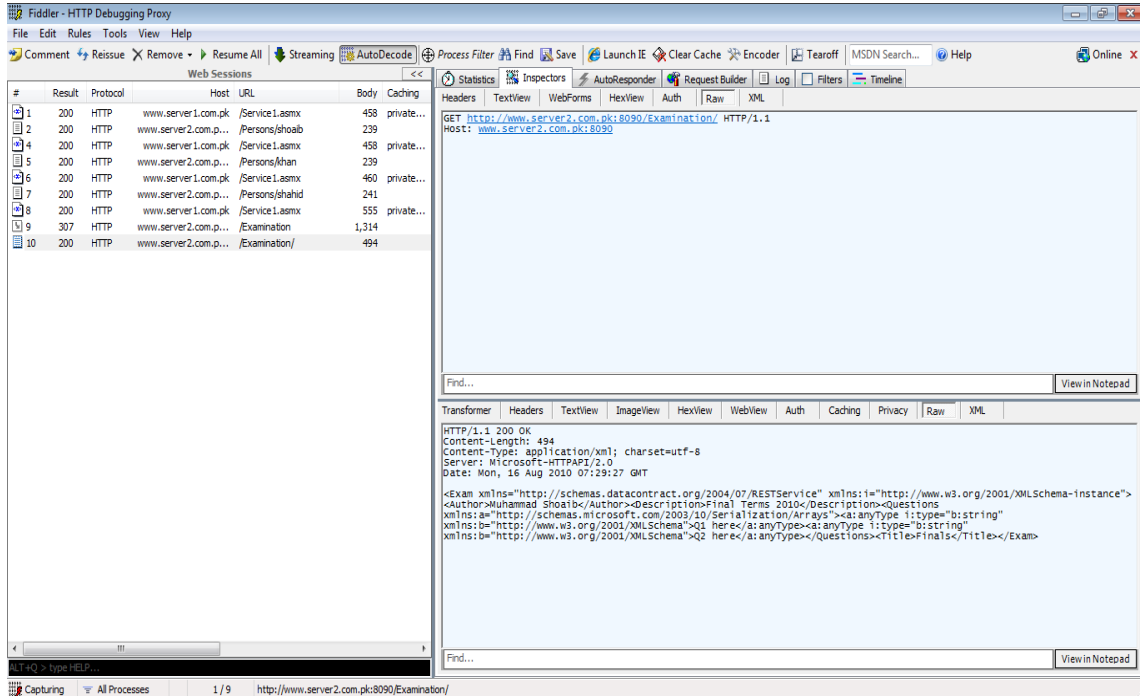 Fiddler - HTTP Debugging Proxy
File Edit Rules Tools View Help
Comment Reissue Remove Resume All Streaming AutoDecode Process Filter Find Save Launch IE Clear Cache Encoder Tearoff MSDN Search... Help Online X
Web Sessions <<
# Result Protocol Host URL Body Caching
1 200 HTTP www.server1.com.pk /Service1.asmx 458 private...
2 200 HTTP www.server2.com.p... /Persons/shoaib 239
4 200 HTTP www.server1.com.pk /Service1.asmx 458 private...
5 200 HTTP www.server2.com.p... /Persons/khan 239
6 200 HTTP www.server1.com.pk /Service1.asmx 460 private...
7 200 HTTP www.server2.com.p... /Persons/shahid 241
8 200 HTTP www.server1.com.pk /Service1.asmx 555 private...
9 307 HTTP www.server2.com.p... /Examination 1,314
10 200 HTTP www.server2.com.p... /Examination/ 494
ALT+Q > type HELP...
Statistics Inspectors AutoResponder Request Builder Log Filters Timeline
Headers TextView WebForms HexView Auth Raw XML
GET http://www.server2.com.pk:8090/Examination/ HTTP/1.1
Host: www.server2.com.pk:8090
Find... View in Notepad
Transformer Headers TextView ImageView HexView WebView Auth Caching Privacy Raw XML
HTTP/1.1 200 OK
Content-Length: 494
Content-Type: application/xml; charset=utf-8
Server: Microsoft-HTTPAPI/2.0
Date: Mon, 16 Aug 2010 07:29:27 GMT
<Exam xmlns="http://schemas.datacontract.org/2004/07/RESTService" xmlns:i="http://www.w3.org/2001/XMLSchema-instance">
<Author>Muhammad Shoaib</Author><Description>Final Terms 2010</Description><Questions
xmlns:a="http://schemas.microsoft.com/2003/10/Serialization/Arrays"><a:anyType i:type="b:string"
xmlns:b="http://www.w3.org/2001/XMLSchema">Q1 here</a:anyType><a:anyType i:type="b:string"
xmlns:b="http://www.w3.org/2001/XMLSchema">Q2 here</a:anyType></Questions><Title>Finals</Title></Exam>
Find... View in Notepad
Capturing All Processes 1 / 9 http://www.server2.com.pk:8090/Examination/